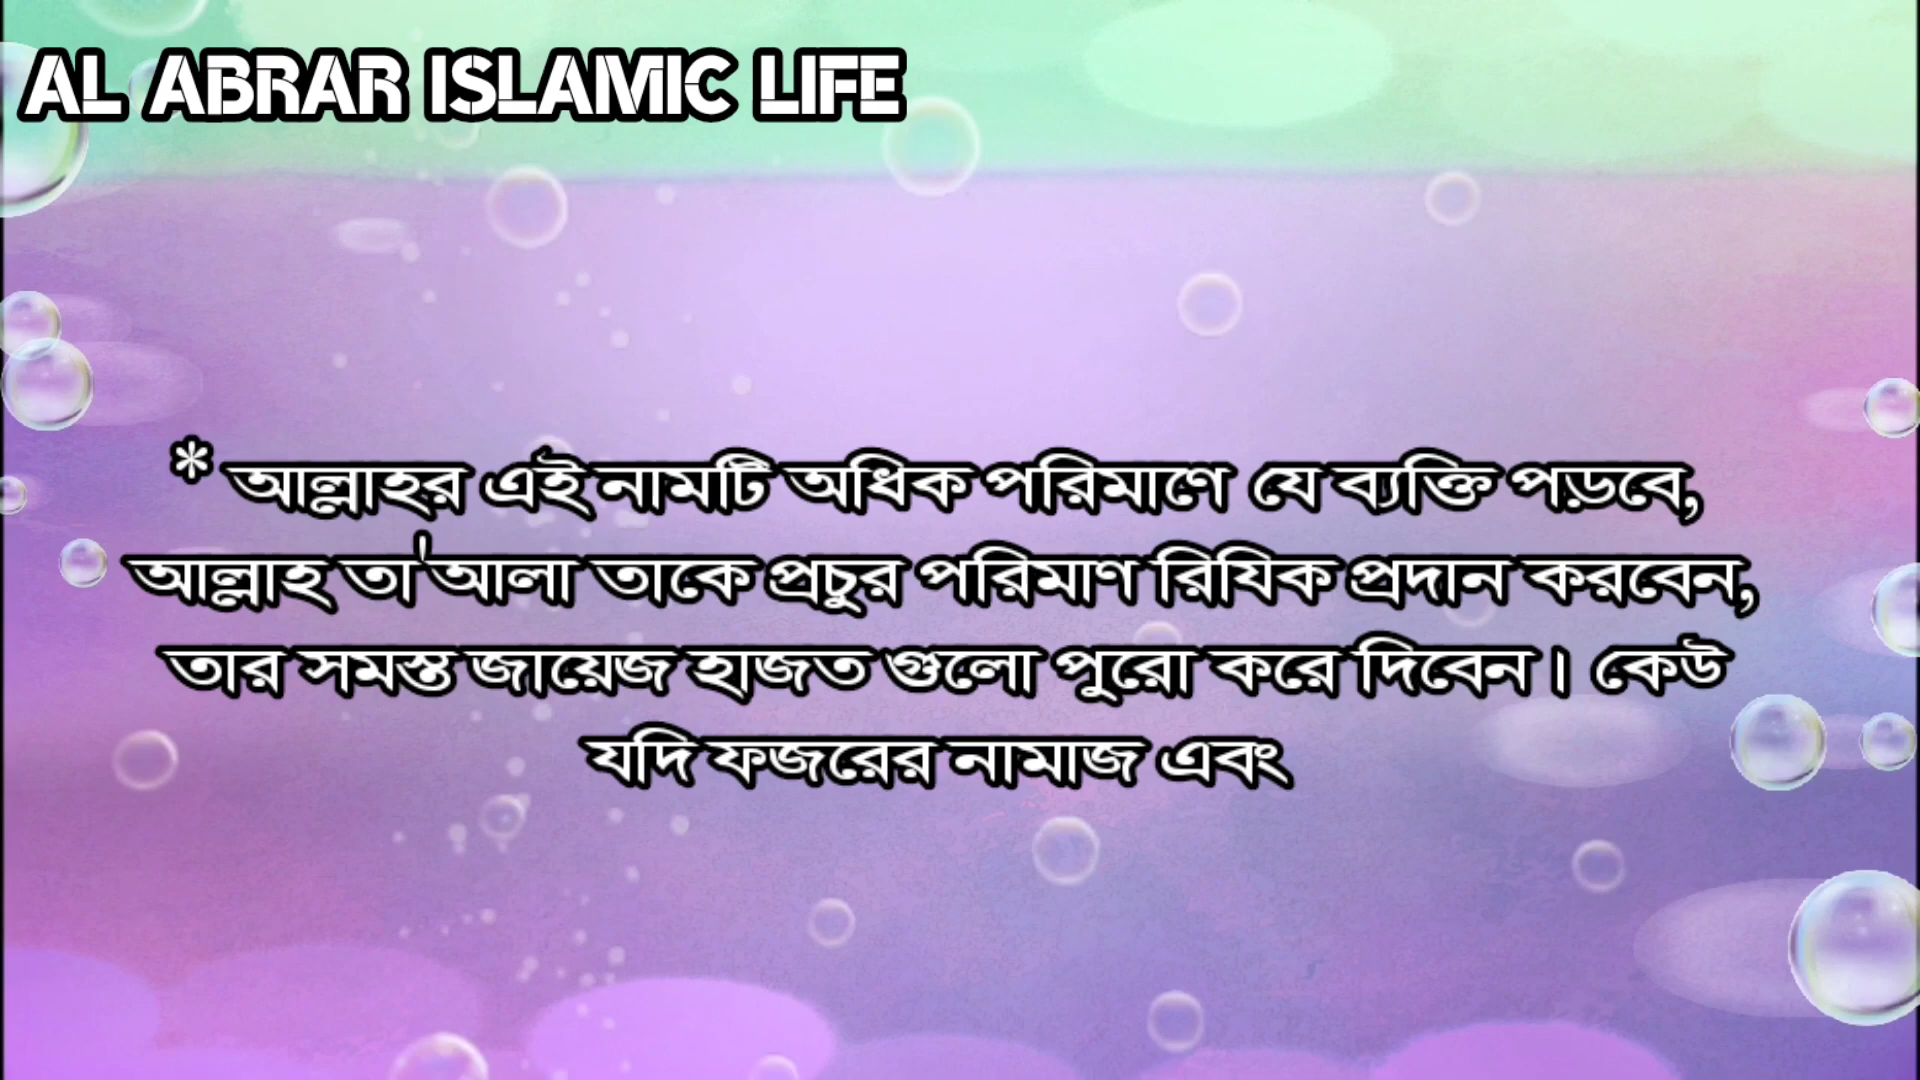 AL ABRAR ISLAMIC LIFE
* আল্লাহর এই নামটি অধিক পরিমাণে যে ব্যক্তি পড়বে,
আল্লাহ তা'আলা তাকে প্রচুর পরিমাণ রিযিক প্রদান করবেন,
তার সমস্ত জায়েজ হাজত গুলো পুরো করে দিবেন। কেউ
যদি ফজরের নামাজ এবং